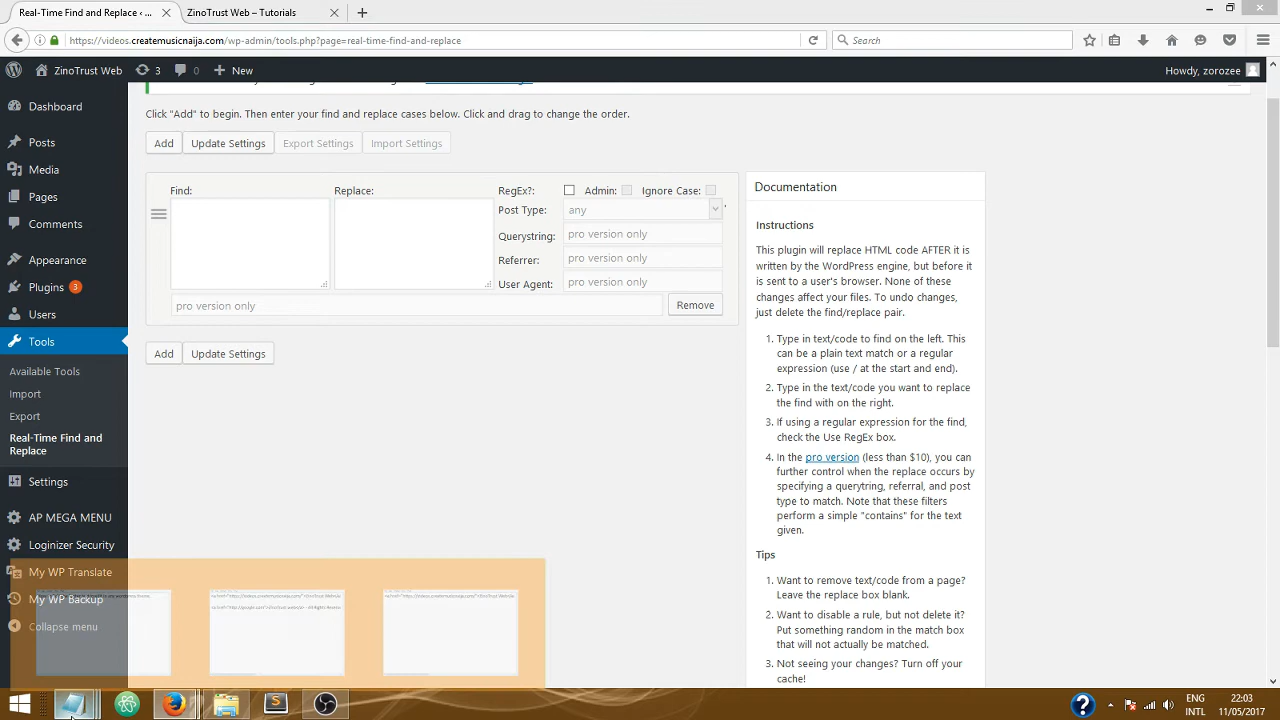 Real-Time Find and Replace
ZinoTrust Web – Tutorials
https://videos.createmusicnaija.com/wp-admin/tools.php?page=real-time-find-and-replace
Search
ZinoTrust Web
3
0
New
Howdy, zorozee
Dashboard
Posts
Media
Pages
Comments
Appearance
Plugins 3
Users
Tools
Available Tools
Import
Export
Real-Time Find and
Replace
Settings
AP MEGA MENU
Loginizer Security
My WP Translate
My WP Backup
Collapse menu
Click "Add" to begin. Then enter your find and replace cases below. Click and drag to change the order.
Add
Update Settings
Export Settings
Import Settings
Find:
Replace:
RegEx?:
Admin:
Ignore Case:
Post Type:
any
Querystring:
pro version only
Referrer:
pro version only
User Agent:
pro version only
pro version only
Remove
Add
Update Settings
Documentation
Instructions
This plugin will replace HTML code AFTER it is
written by the WordPress engine, but before it
is sent to a user's browser. None of these
changes affect your files. To undo changes,
just delete the find/replace pair.
1. Type in text/code to find on the left. This
can be a plain text match or a regular
expression (use / at the start and end).
2. Type in the text/code you want to replace
the find with on the right.
3. If using a regular expression for the find,
check the Use RegEx box.
4. In the pro version (less than $10), you can
further control when the replace occurs by
specifying a querytring, referral, and post
type to match. Note that these filters
perform a simple "contains" for the text
given.
Tips
1. Want to remove text/code from a page?
Leave the replace box blank.
2. Want to disable a rule, but not delete it?
Put something random in the match box
that will not actually be matched.
3. Not seeing your changes? Turn off your
cache!
ENG
INTL
22:03
11/05/2017